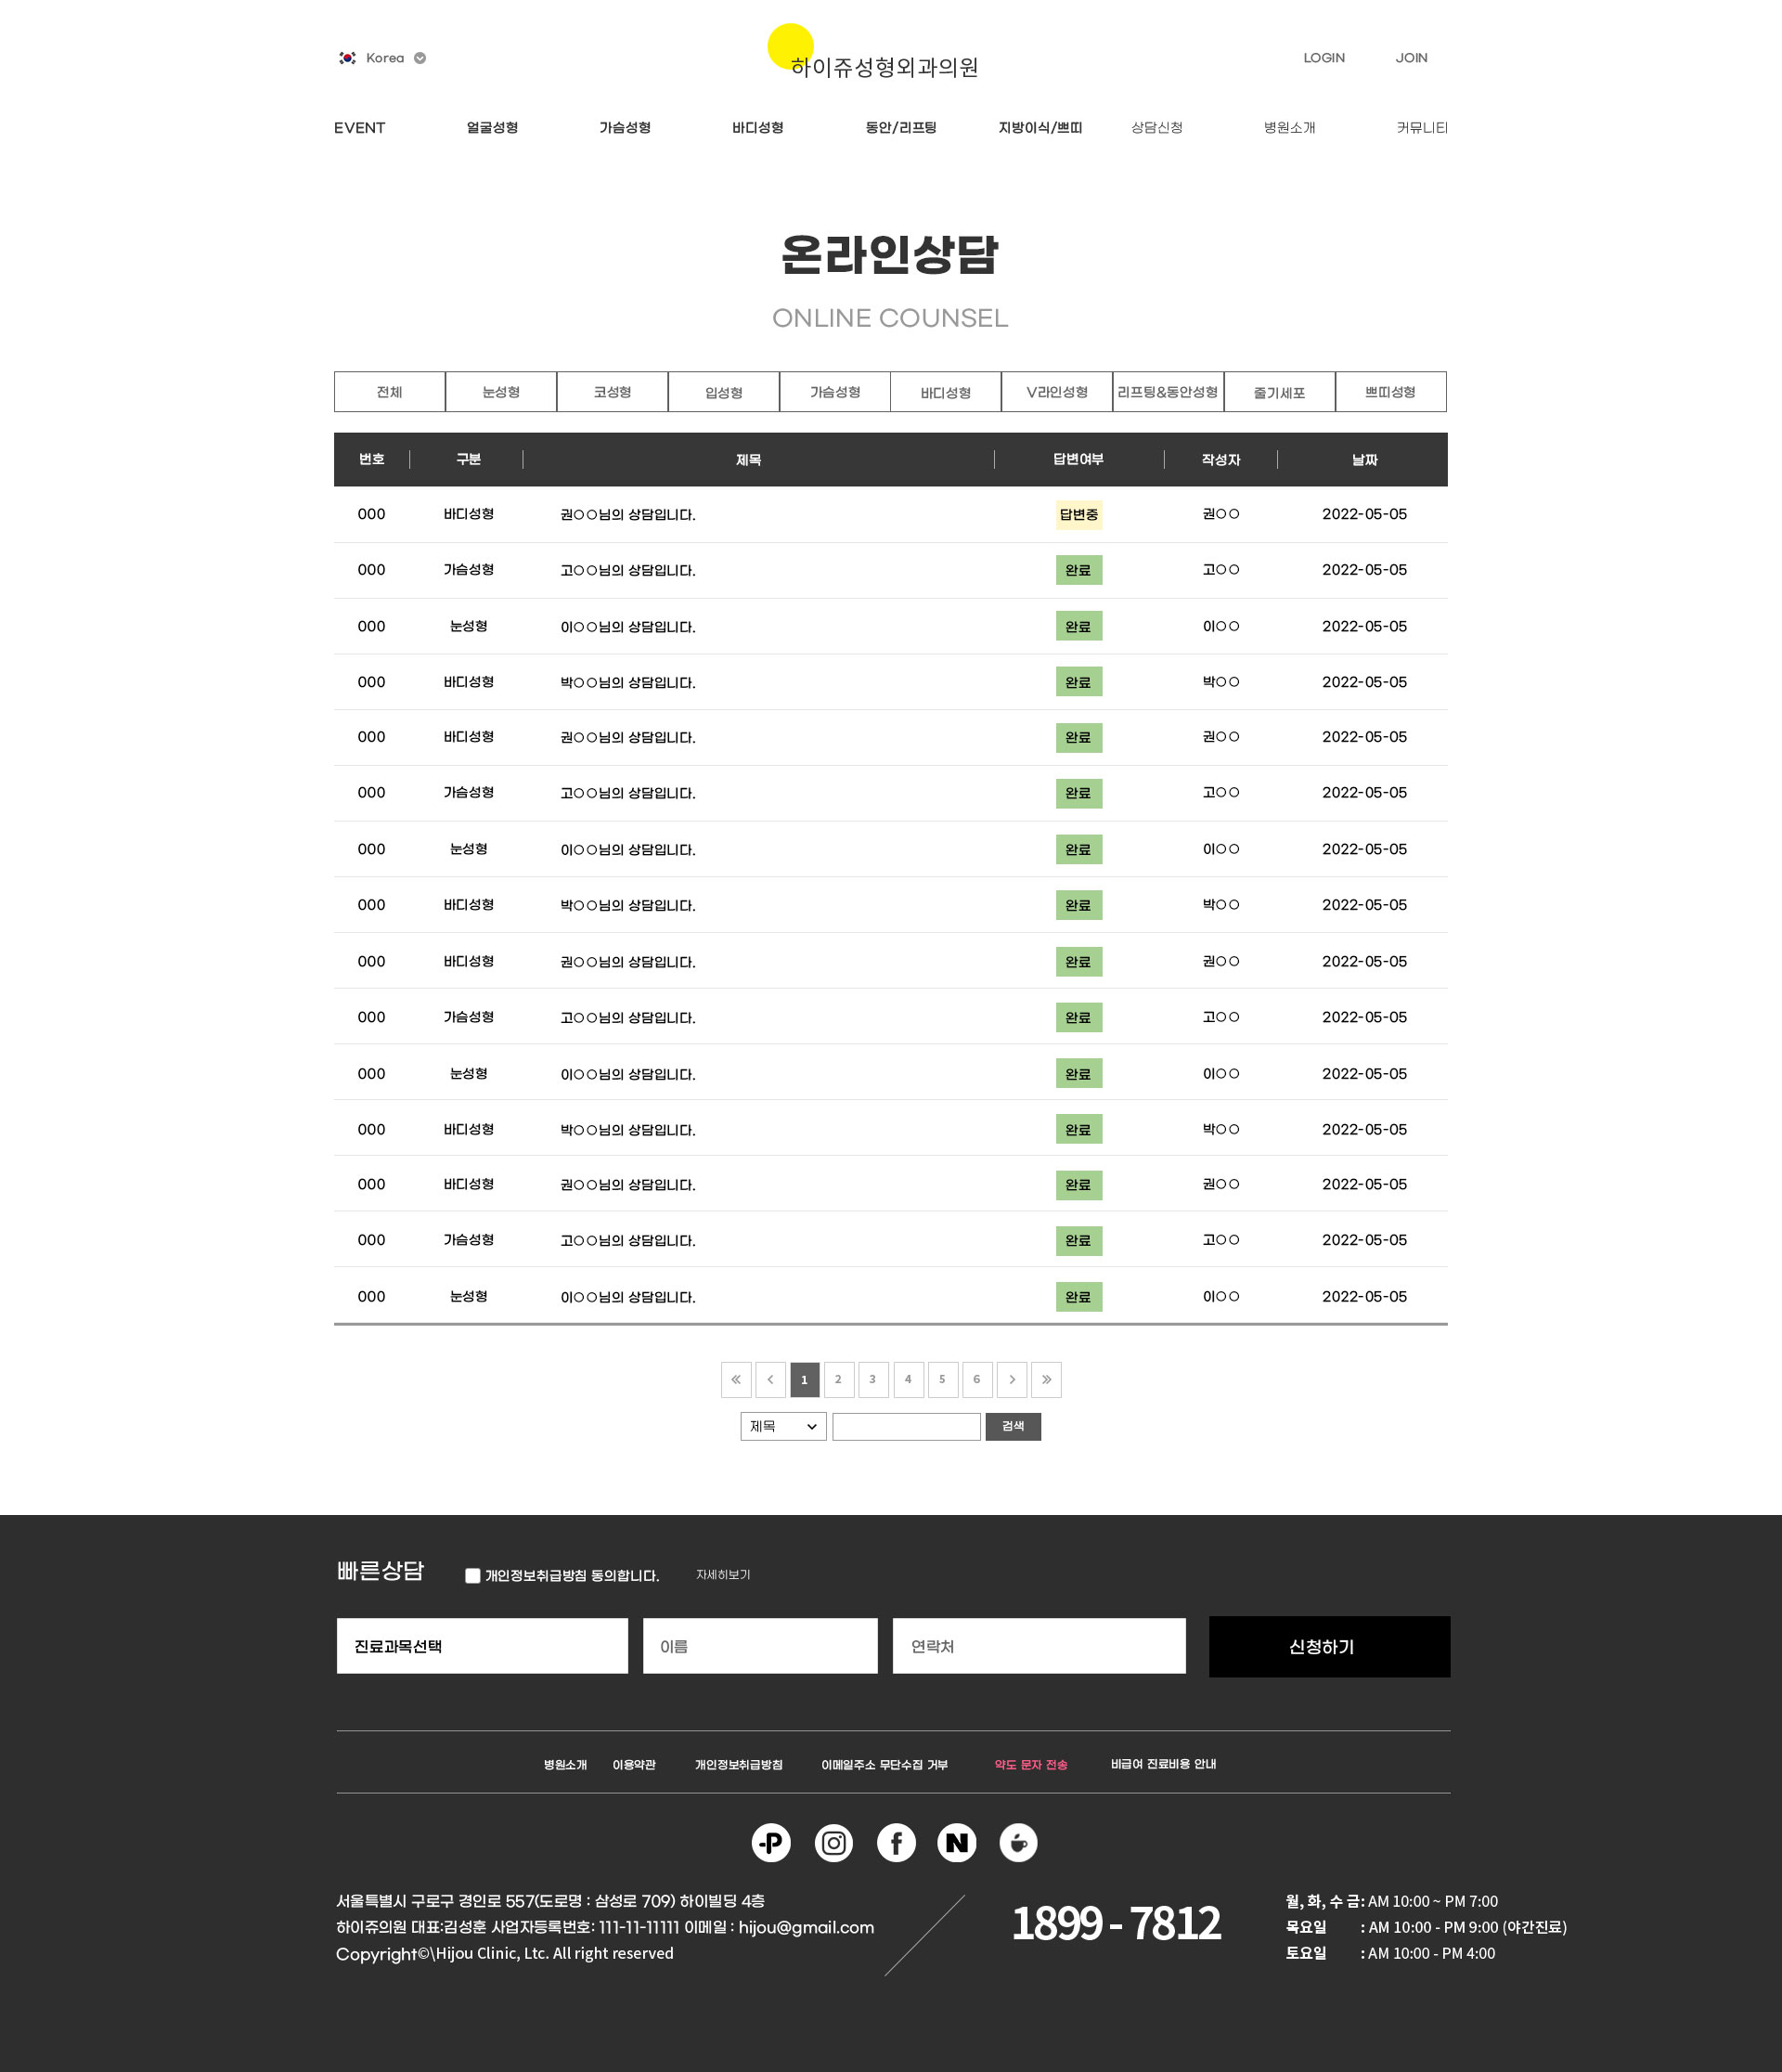 Korea
하이쥬성형외과의원
LOGIN JOIN
EVENT 얼굴성형 가슴성형 바디성형 동안/리프팅 지방이식/쁘띠 상담신청 병원소개 커뮤니티
온라인상담
ONLINE COUNSEL
전체 눈성형 코성형 입성형 가슴성형 바디성형 V라인성형 리프팅&동안성형 줄기세포 쁘띠성형
번호 구분 제목 답변여부 작성자 날짜
000 바디성형 권○○님의 상담입니다. 답변중 권○○ 2022-05-05
000 가슴성형 고○○님의 상담입니다. 완료 고○○ 2022-05-05
000 눈성형 이○○님의 상담입니다. 완료 이○○ 2022-05-05
000 바디성형 박○○님의 상담입니다. 완료 박○○ 2022-05-05
000 바디성형 권○○님의 상담입니다. 완료 권○○ 2022-05-05
000 가슴성형 고○○님의 상담입니다. 완료 고○○ 2022-05-05
000 눈성형 이○○님의 상담입니다. 완료 이○○ 2022-05-05
000 바디성형 박○○님의 상담입니다. 완료 박○○ 2022-05-05
000 바디성형 권○○님의 상담입니다. 완료 권○○ 2022-05-05
000 가슴성형 고○○님의 상담입니다. 완료 고○○ 2022-05-05
000 눈성형 이○○님의 상담입니다. 완료 이○○ 2022-05-05
000 바디성형 박○○님의 상담입니다. 완료 박○○ 2022-05-05
000 바디성형 권○○님의 상담입니다. 완료 권○○ 2022-05-05
000 가슴성형 고○○님의 상담입니다. 완료 고○○ 2022-05-05
000 눈성형 이○○님의 상담입니다. 완료 이○○ 2022-05-05
« < 1 2 3 4 5 6 > »
제목 검색
빠른상담 개인정보취급방침 동의합니다. 자세히보기
진료과목선택 이름 연락처 신청하기
병원소개 이용약관 개인정보취급방침 이메일주소 무단수집 거부 약도 문자 전송 비급여 진료비용 안내
-P f N
서울특별시 구로구 경인로 557(도로명 : 삼성로 709) 하이빌딩 4층
하이주의원 대표:김성훈 사업자등록번호: 111-11-11111 이메일 : hijou@gmail.com
Copyright©\Hijou Clinic, Ltc. All right reserved
1899 - 7812
월, 화, 수 금: AM 10:00 ~ PM 7:00
목요일 : AM 10:00 - PM 9:00 (야간진료)
토요일 : AM 10:00 - PM 4:00